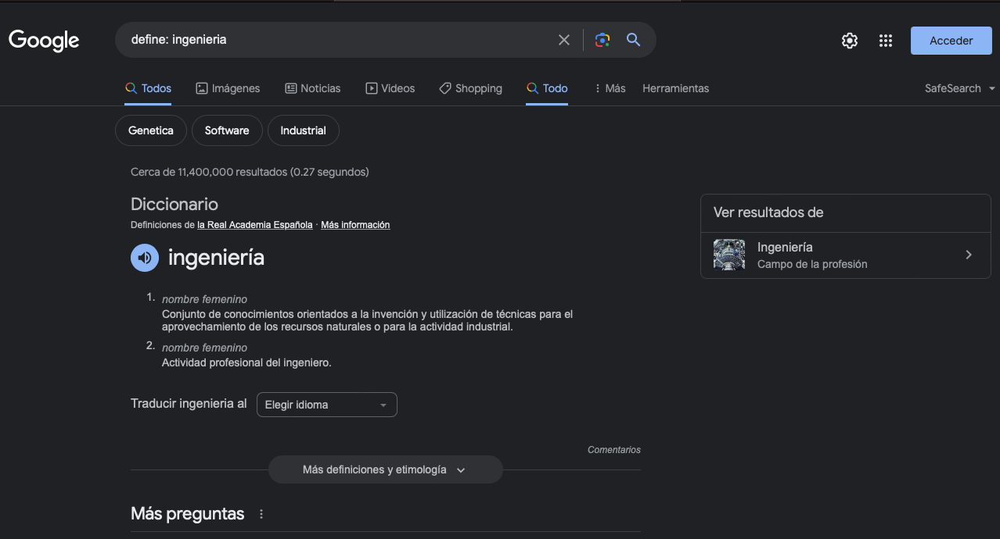 Google
define: ingenieria
Acceder
Todos
Imágenes
Noticias
Videos
Shopping
Todo
Más
Herramientas
SafeSearch
Genetica
Software
Industrial
Cerca de 11,400,000 resultados (0.27 segundos)
Diccionario
Definiciones de la Real Academia Española · Más información
ingeniería
1. nombre femenino
Conjunto de conocimientos orientados a la invención y utilización de técnicas para el
aprovechamiento de los recursos naturales o para la actividad industrial.
2. nombre femenino
Actividad profesional del ingeniero.
Traducir ingenieria al
Elegir idioma
Comentarios
Más definiciones y etimología
Más preguntas
Ver resultados de
Ingeniería
Campo de la profesión